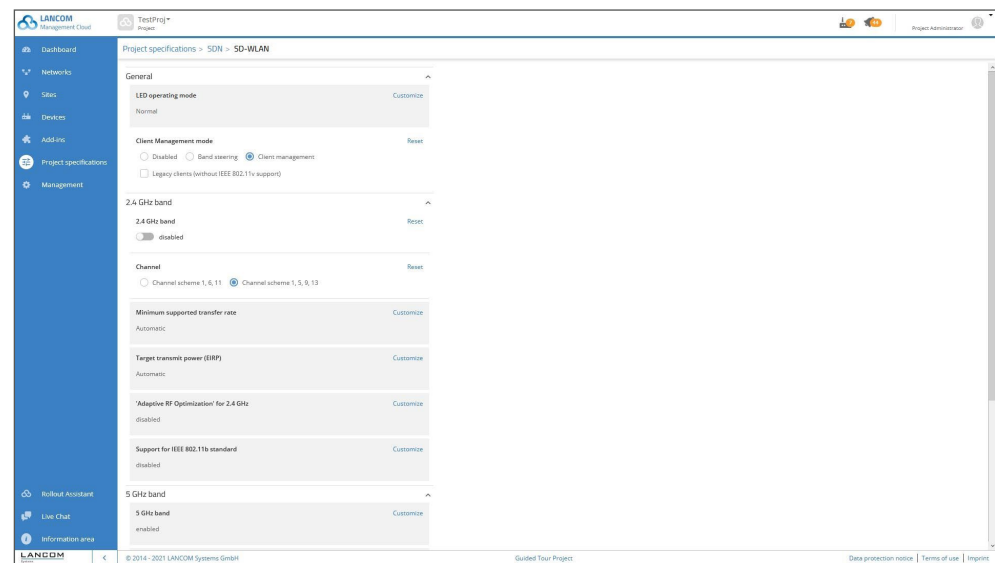 LANCOM
Management Cloud
TestProj
Project
Project Administrator
Dashboard
Networks
Sites
Devices
Add-ins
Project specifications
Management
Rollout Assistant
Live Chat
Information area
LANCOM
Systems
Project specifications > SDN > SD-WLAN
General
LED operating mode Customize
Normal
Client Management mode Reset
Disabled Band steering Client management
Legacy clients (without IEEE 802.11v support)
2.4 GHz band
2.4 GHz band Reset
disabled
Channel Reset
Channel scheme 1, 6, 11 Channel scheme 1, 5, 9, 13
Minimum supported transfer rate Customize
Automatic
Target transmit power (EIRP) Customize
Automatic
'Adaptive RF Optimization' for 2.4 GHz Customize
disabled
Support for IEEE 802.11b standard Customize
disabled
5 GHz band
5 GHz band Customize
enabled
© 2014 - 2021 LANCOM Systems GmbH Guided Tour Project Data protection notice | Terms of use | Imprint